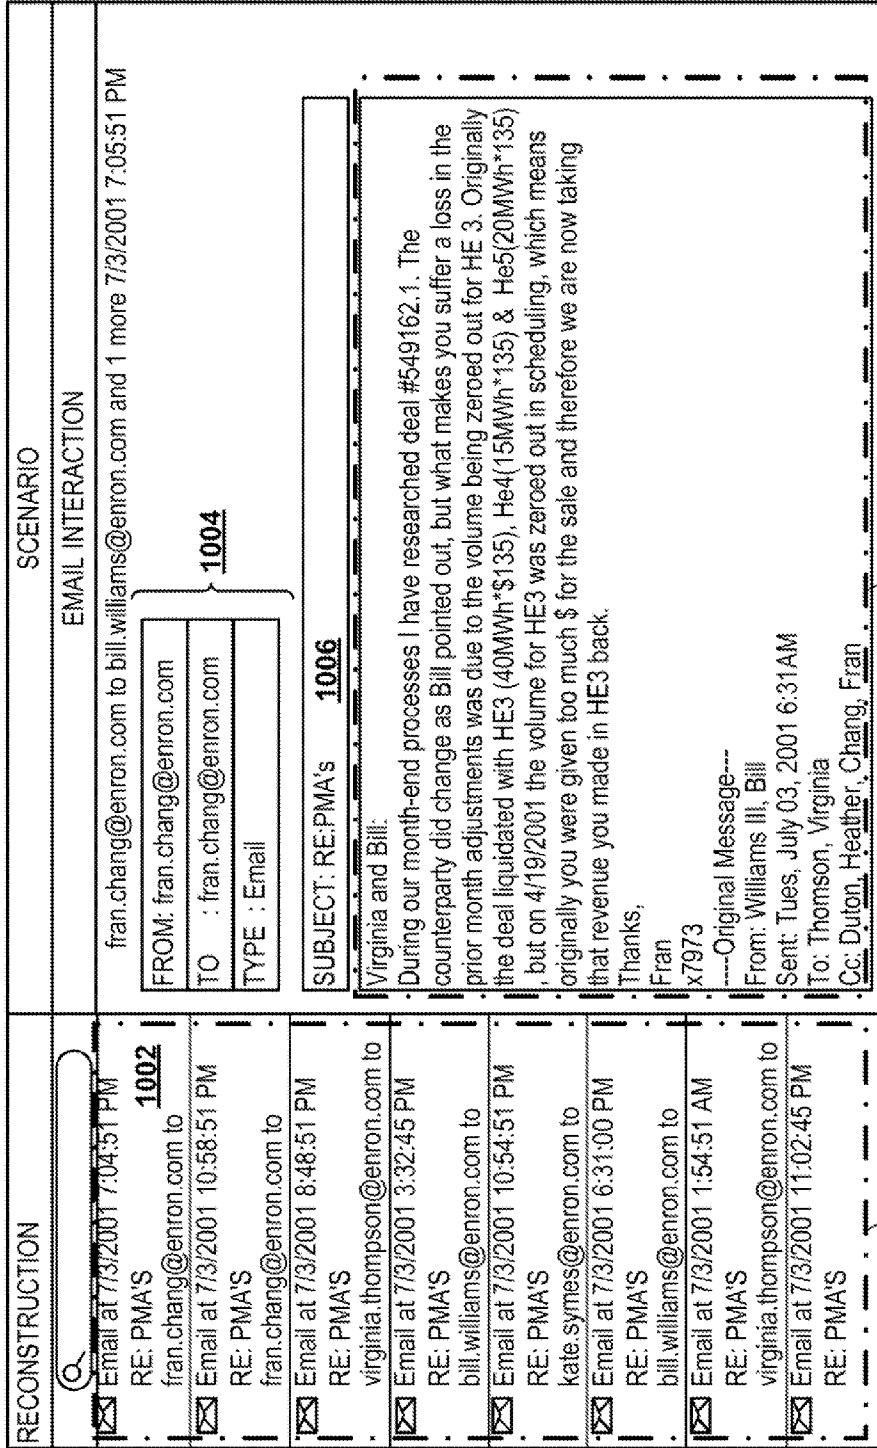 RECONSTRUCTION
Email at 7/3/2001 7:04:51 PM
1002
RE: PMA'S
fran.chang@enron.com to
Email at 7/3/2001 10:58:51 PM
RE: PMA'S
fran.chang@enron.com to
Email at 7/3/2001 8:48:51 PM
RE: PMA'S
virginia.thompson@enron.com to
Email at 7/3/2001 3:32:45 PM
RE: PMA'S
bill.williams@enron.com to
Email at 7/3/2001 10:54:51 PM
RE: PMA'S
kate.symes@enron.com to
Email at 7/3/2001 6:31:00 PM
RE: PMA'S
bill.williams@enron.com to
Email at 7/3/2001 1:54:51 AM
RE: PMA'S
virginia.thompson@enron.com to
Email at 7/3/2001 11:02:45 PM
RE: PMA'S
SCENARIO
EMAIL INTERACTION
fran.chang@enron.com to bill.williams@enron.com and 1 more 7/3/2001 7:05:51 PM
FROM: fran.chang@enron.com
TO : fran.chang@enron.com
TYPE : Email
1004
SUBJECT: RE:PMA's
1006
Virginia and Bill:
During our month-end processes I have researched deal #549162.1. The
counterparty did change as Bill pointed out, but what makes you suffer a loss in the
prior month adjustments was due to the volume being zeroed out for HE 3. Originally
the deal liquidated with HE3 (40MWh*$135), He4(15MWh*135) & He5(20MWh*135)
, but on 4/19/2001 the volume for HE3 was zeroed out in scheduling, which means
originally you were given too much $ for the sale and therefore we are now taking
that revenue you made in HE3 back.
Thanks,
Fran
x7973
----Original Message---
From: Williams III, Bill
Sent: Tues, July 03, 2001 6:31AM
To: Thomson, Virginia
Cc: Duton, Heather, Chang, Fran